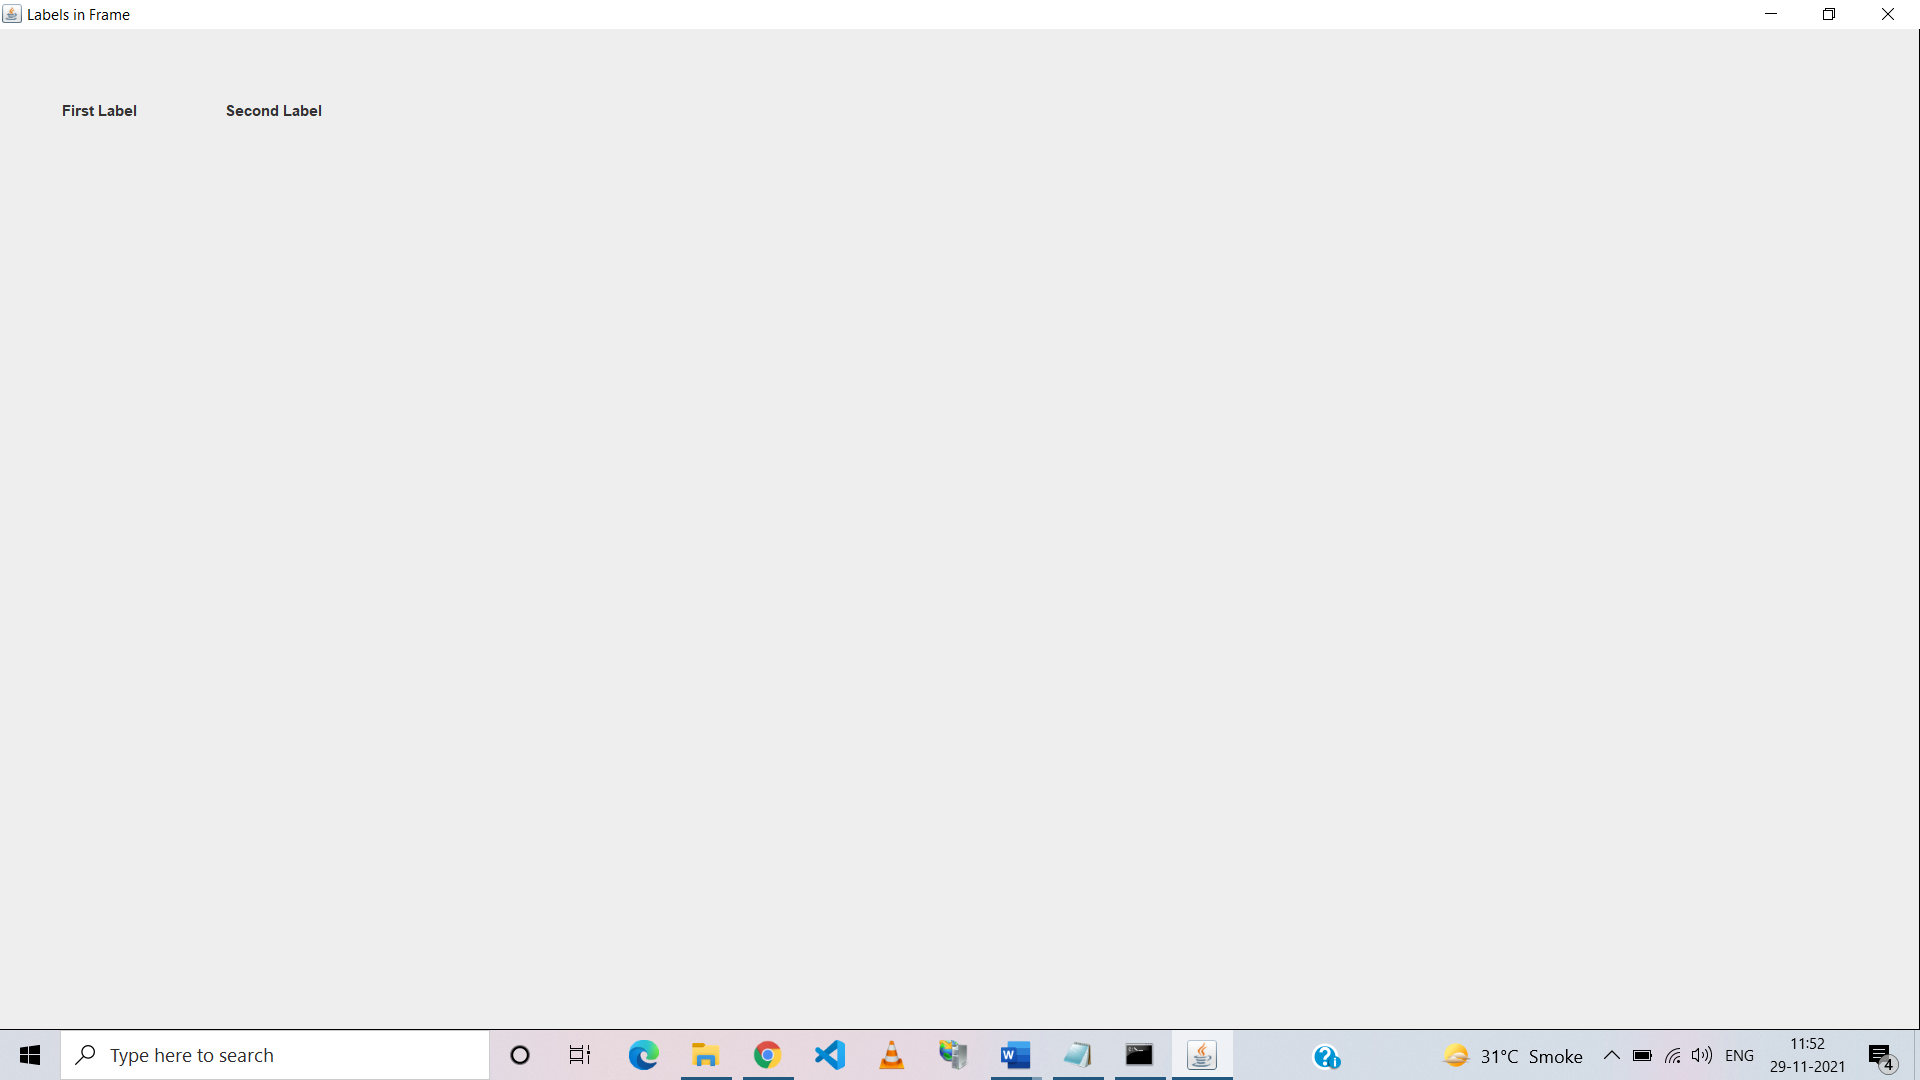 Labels in Frame
First Label Second Label
Type here to search
31°C Smoke
ENG
11:52
29-11-2021
4